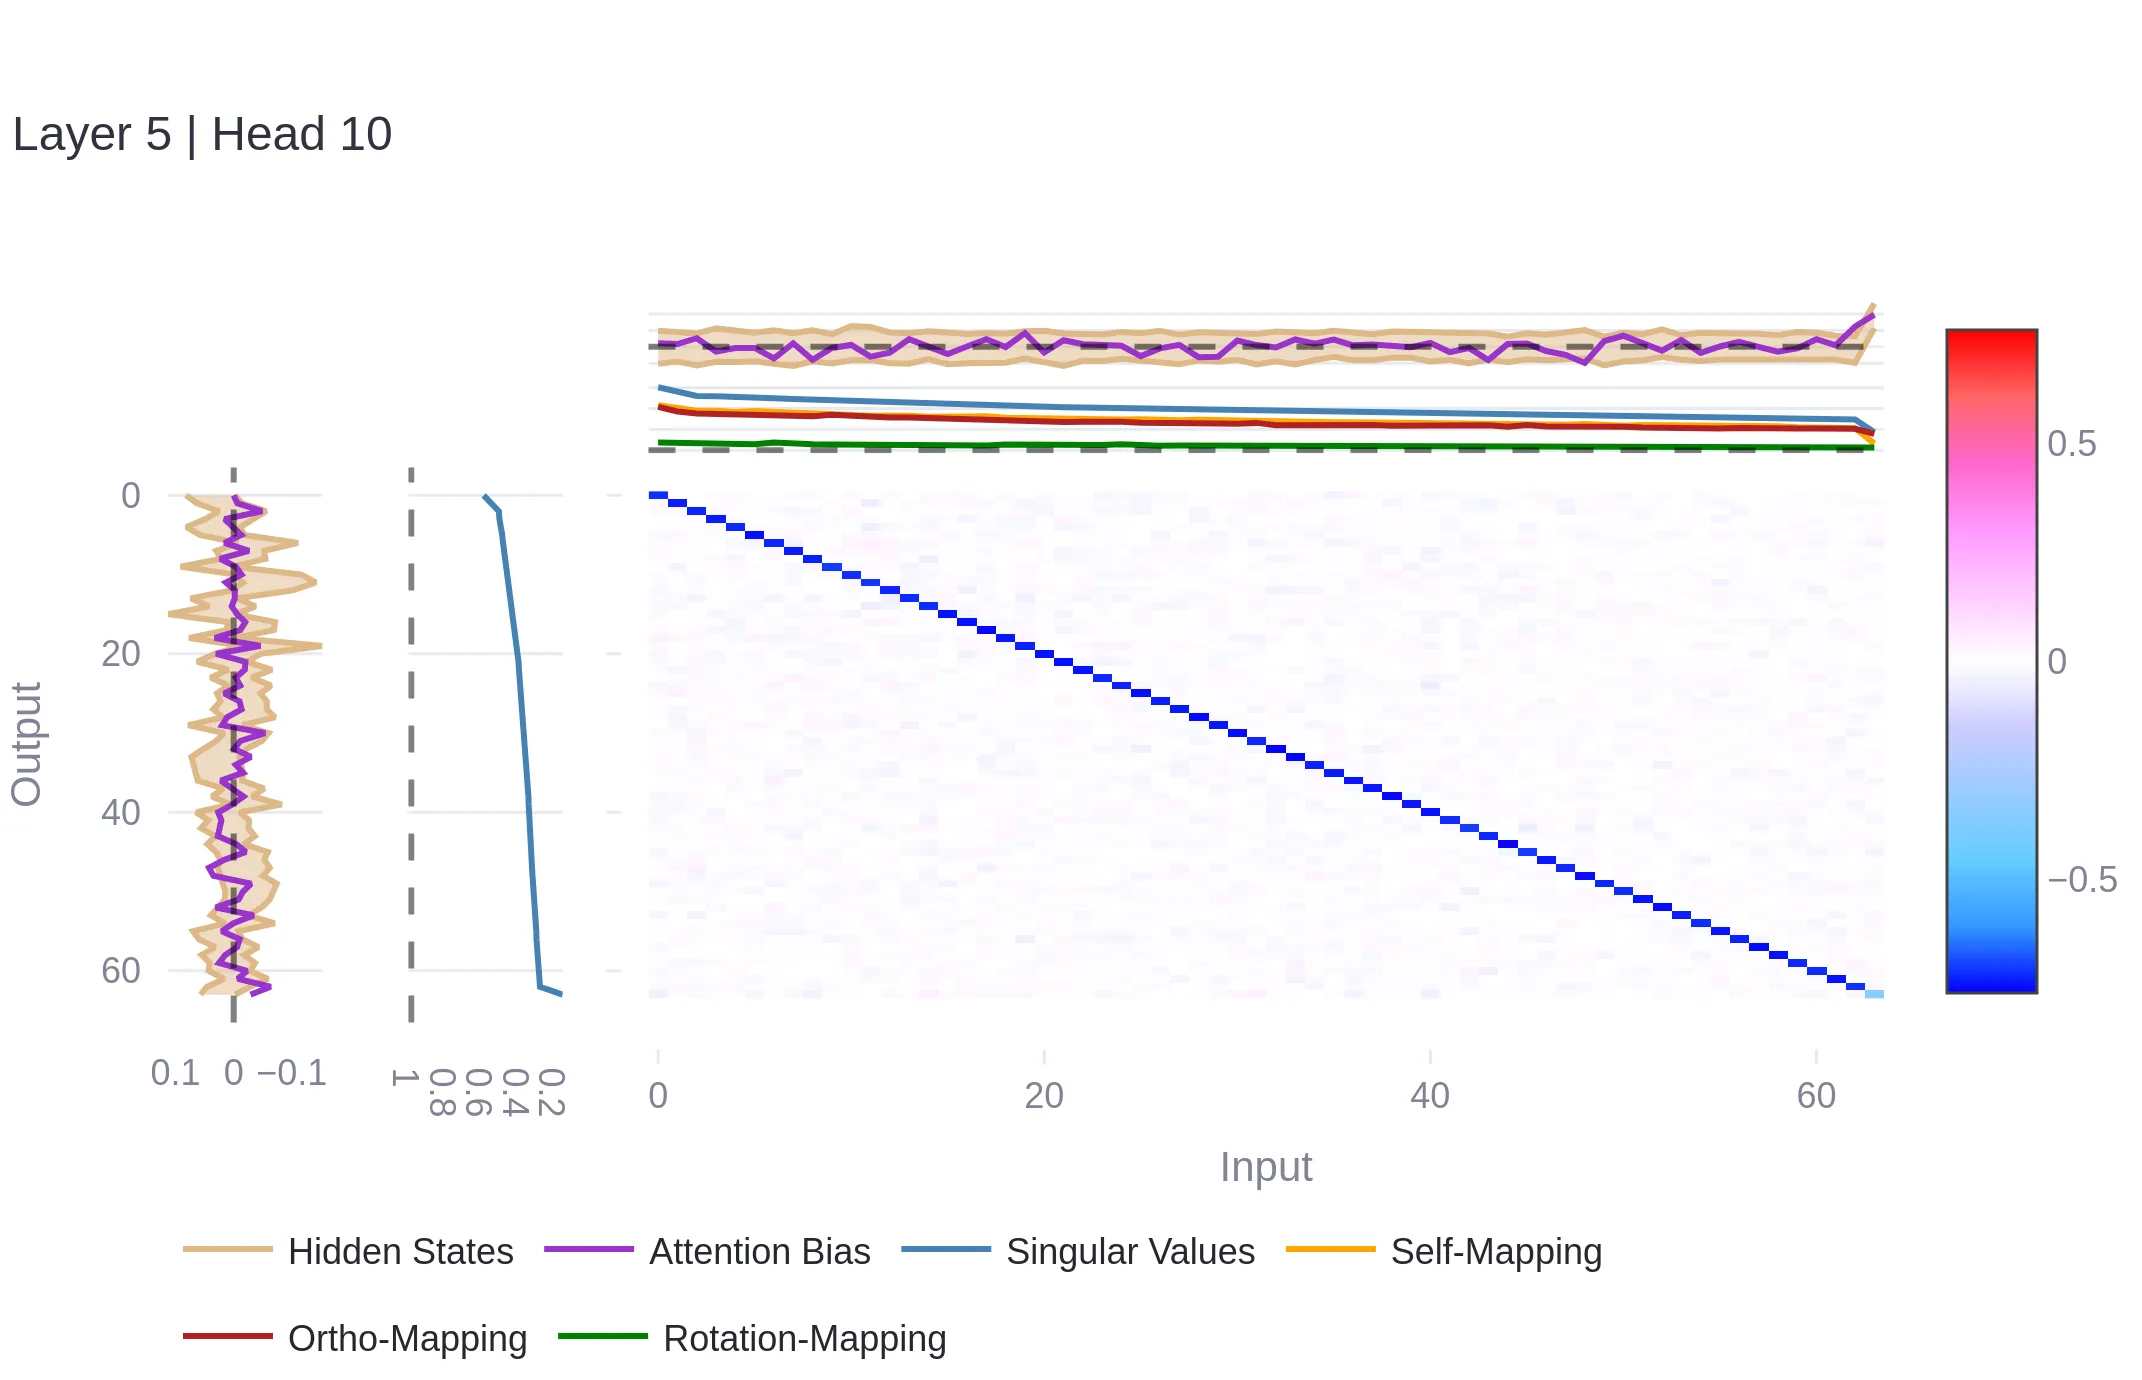 Layer 5 | Head 10
0.5
0
−0.5
0
20
40
60
Output
0.1 0 −0.1
1 0.8 0.6 0.4 0.2
0 20 40 60
Input
Hidden States Attention Bias Singular Values Self-Mapping
Ortho-Mapping Rotation-Mapping